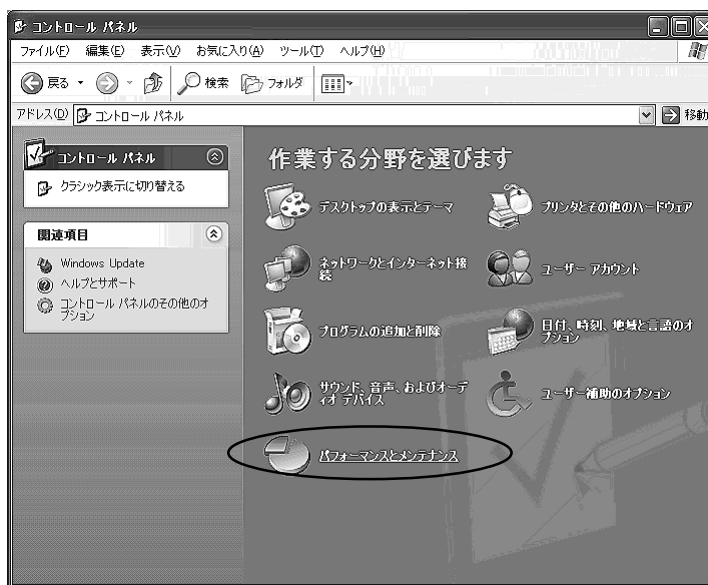 コントロール パネル
ファイル(F) 編集(E) 表示(V) お気に入り(A) ツール(T) ヘルプ(H)
戻る 検索 フォルダ
アドレス(D) コントロール パネル 移動
コントロール パネル
クラシック表示に切り替える
関連項目
Windows Update
ヘルプとサポート
コントロール パネルのその他のオ
プション
作業する分野を選びます
デスクトップの表示とテーマ
プリンタとその他のハードウェア
ネットワークとインターネット接
続
ユーザー アカウント
プログラムの追加と削除
日付、時刻、地域と言語のオ
プション
サウンド、音声、およびオーデ
ィオ デバイス
ユーザー補助のオプション
パフォーマンスとメンテナンス